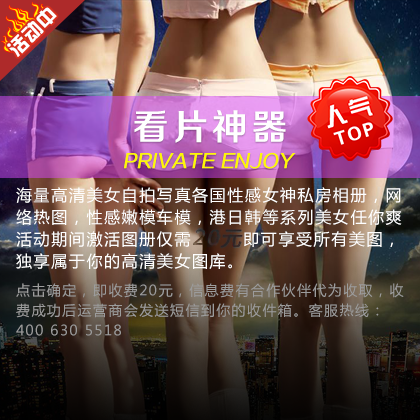 活动中
看片神器
人气
TOP
PRIVATE ENJOY
海量高清美女自拍写真各国性感女神私房相册，网
络热图，性感嫩模车模，港日韩等系列美女任你爽
活动期间激活图册仅需20元即可享受所有美图，
独享属于你的高清美女图库。
点击确定，即收费20元，信息费有合作伙伴代为收取，收
费成功后运营商会发送短信到你的收件箱。客服热线：
400 630 5518